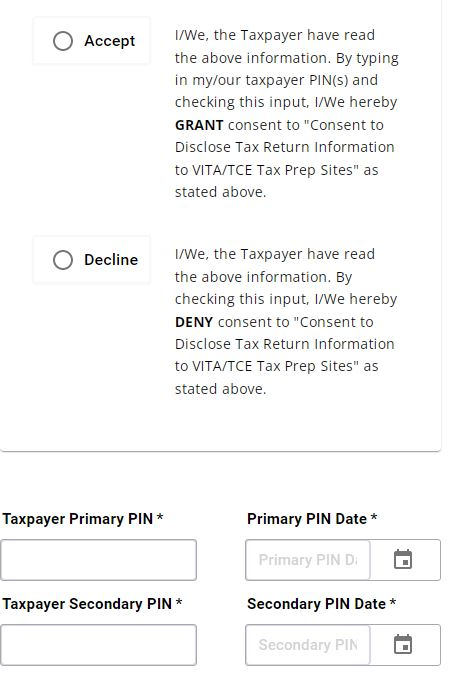 Accept
I/We, the Taxpayer have read
the above information. By typing
in my/our taxpayer PIN(s) and
checking this input, I/We hereby
GRANT consent to "Consent to
Disclose Tax Return Information
to VITA/TCE Tax Prep Sites" as
stated above.
Decline
I/We, the Taxpayer have read
the above information. By
checking this input, I/We hereby
DENY consent to "Consent to
Disclose Tax Return Information
to VITA/TCE Tax Prep Sites" as
stated above.
Taxpayer Primary PIN *
Primary PIN Date *
Primary PIN
Taxpayer Secondary PIN *
Secondary PIN Date *
Secondary PIN